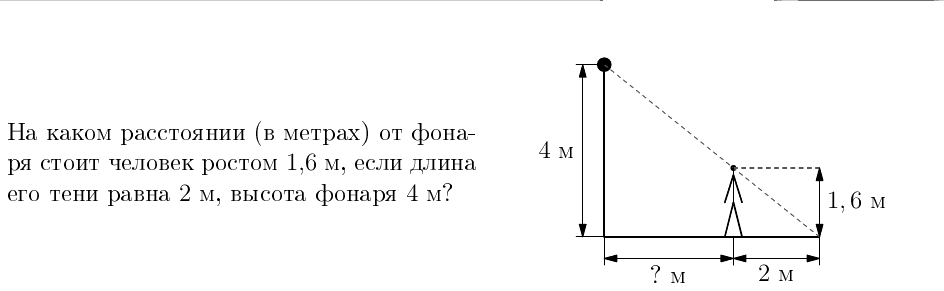 На каком расстоянии (в метрах) от фона-
ря стоит человек ростом 1,6 м, если длина
его тени равна 2 м, высота фонаря 4 м?
4 м
1, 6 м
? м
2 м